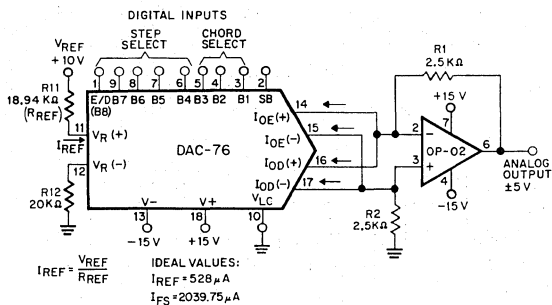 DIGITAL INPUTS
STEP SELECT
CHORD SELECT
VREF
+10V
1 9 8 7 6 5 4 3 2
E/D B7 B6 B5 B4 B3 B2 B1 SB
(B8)
R11
18.94 KΩ
(RREF)
IREF
11
VR(+)
12
VR(-)
R12
20KΩ
DAC-76
IOE(+)
14
IOE(-)
15
IOD(+)
16
IOD(-)
17
V-
V+
VLC
13
18
10
-15V
+15V
R1
2.5KΩ
+15V
7
2
-
OP-02
3
+
6
4
-15V
ANALOG
OUTPUT
±5V
R2
2.5KΩ
IREF = VREF
RREF
IDEAL VALUES:
IREF = 528μA
IFS = 2039.75μA